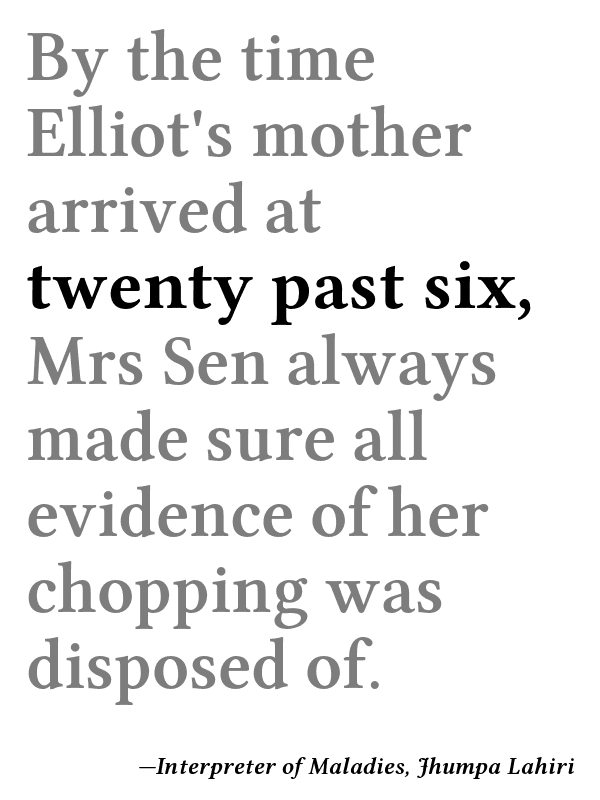 By the time
Elliot's mother
arrived at
twenty past six,
Mrs Sen always
made sure all
evidence of her
chopping was
disposed of.
—Interpreter of Maladies, Jhumpa Lahiri